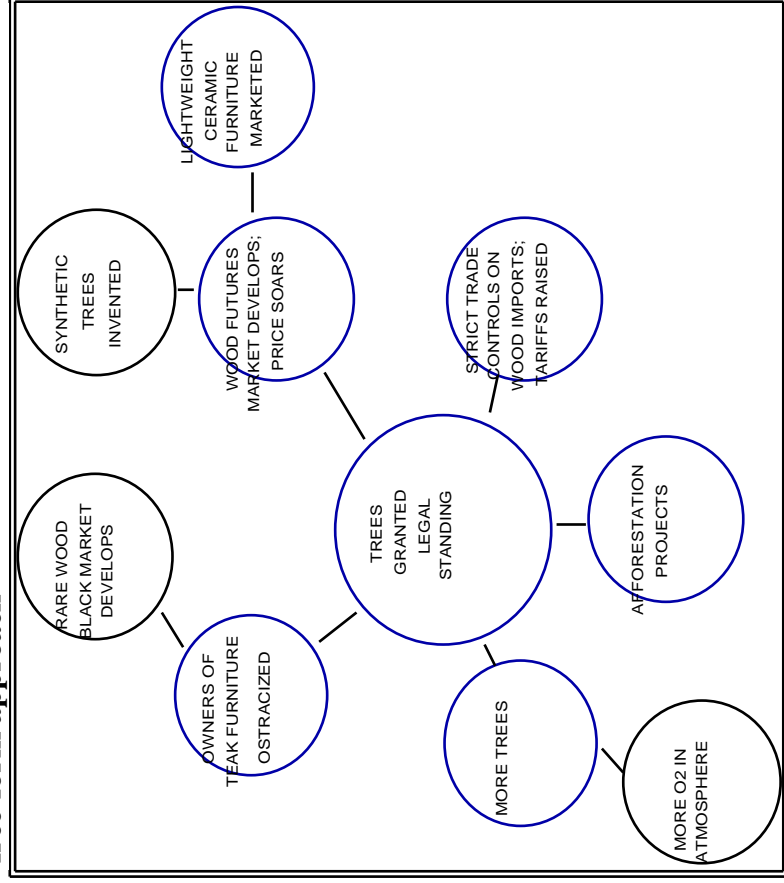 RARE WOOD
BLACK MARKET
DEVELOPS
SYNTHETIC
TREES
INVENTED
OWNERS OF
TEAK FURNITURE
OSTRACIZED
WOOD FUTURES
MARKET DEVELOPS;
PRICE SOARS
LIGHTWEIGHT
CERAMIC
FURNITURE
MARKETED
TREES
GRANTED
LEGAL
STANDING
STRICT TRADE
CONTROLS ON
WOOD IMPORTS;
TARIFFS RAISED
MORE TREES
AFFORESTATION
PROJECTS
MORE O2 IN
ATMOSPHERE